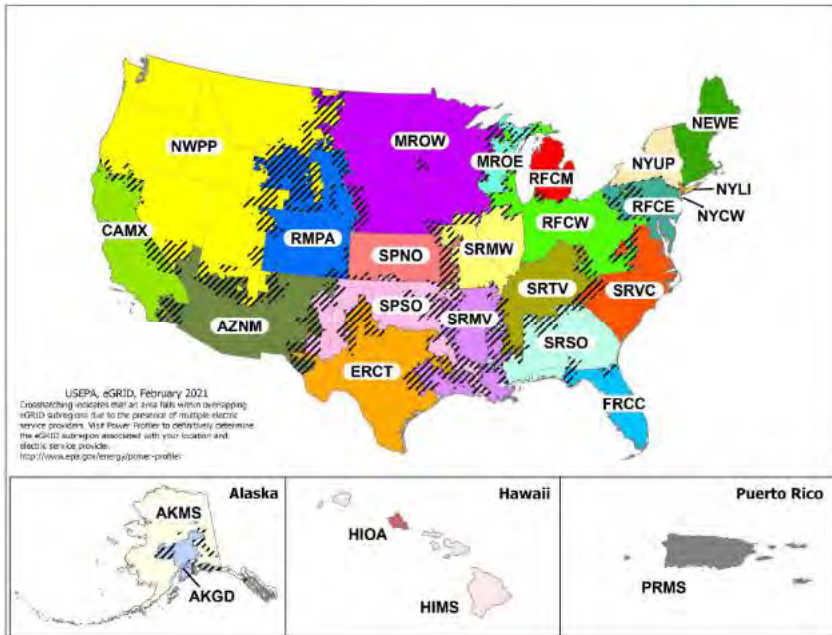 NEWE
NWPP
MROW
NYUP
MROE
RFCM
NYLI
RFCE
NYCW
CAMX
RFCW
RMPA
SRMW
SPNO
SRTV
SRVC
SPSO
SRMV
AZNM
SRSO
ERCT
FRCC
USEPA, eGRID, February 2021
Crosshatching indicates that an area falls within overlapping
eGRID subregions due to the presence of multiple electric
service providers. Visit Power Profiler to definitively determine
the eGRID subregion associated with your location and
electric service provider.
http://www.epa.gov/energy/power-profiler
Alaska
AKMS
AKGD
Hawaii
HIOA
HIMS
Puerto Rico
PRMS